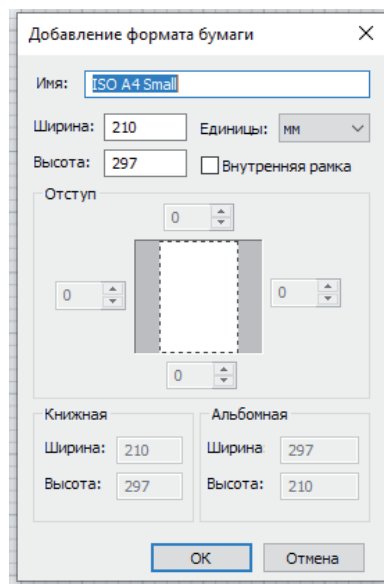 Добавление формата бумаги
Имя: ISO A4 Small
Ширина: 210 Единицы: мм
Высота: 297 Внутренняя рамка
Отступ
0
0 0
0
Книжная Альбомная
Ширина: 210 Ширина 297
Высота: 297 Высота: 210
OK Отмена